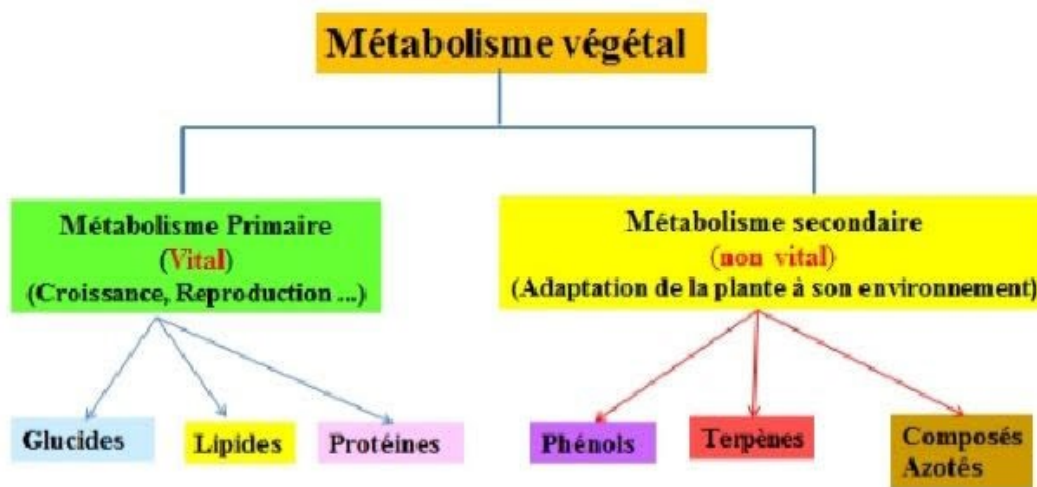 Métabolisme végétal
Métabolisme Primaire
(Vital)
(Croissance, Reproduction ...)
Métabolisme secondaire
(non vital)
(Adaptation de la plante à son environnement)
Glucides
Lipides
Protéines
Phénols
Terpènes
Composés
Azotés